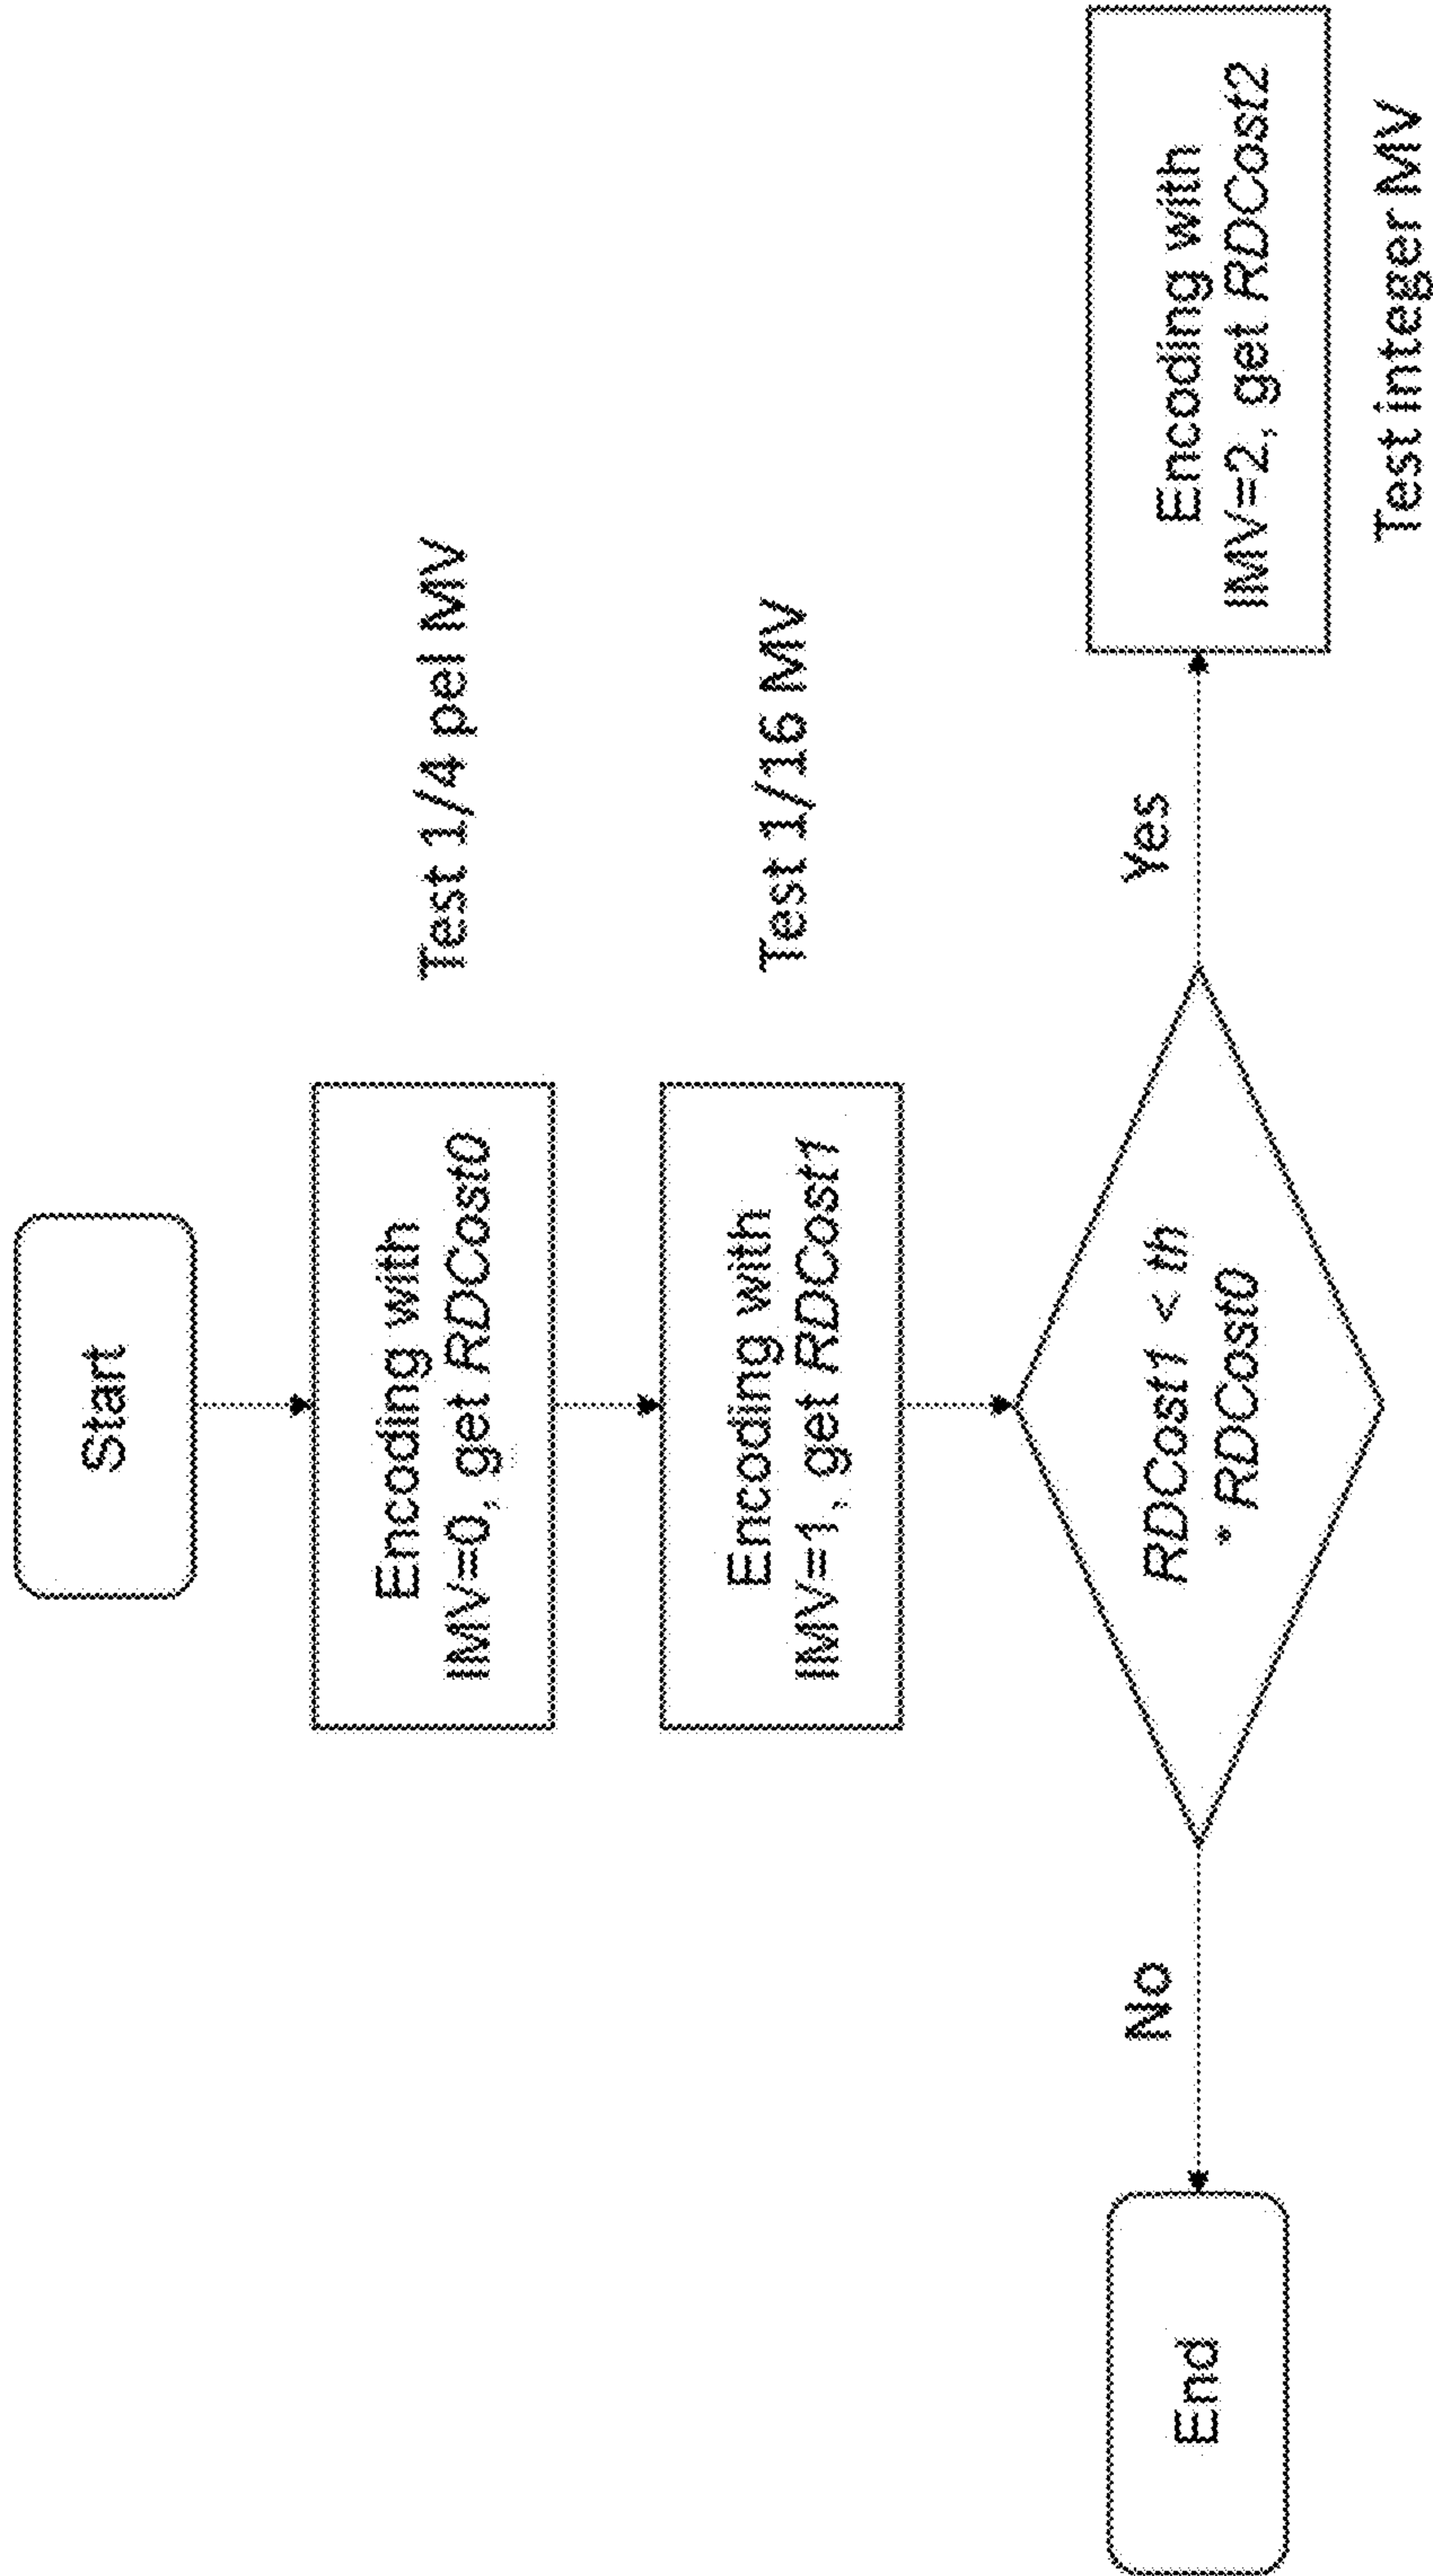 Start
Encoding with
IMV=0, get RDCost0
Test 1/4 pel MV
Encoding with
IMV=1, get RDCost1
Test 1/16 MV
RDCost1 < th
* RDCost0
No
End
Yes
Encoding with
IMV=2, get RDCost2
Test integer MV